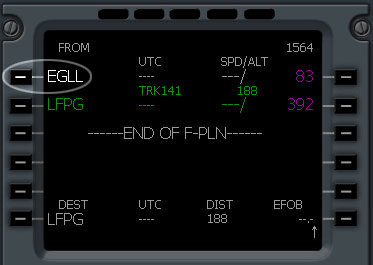 FROM 1564
UTC SPD/ALT
EGLL ---- ---/ 83
TRK141 188
LFPG ---- ---/ 392
------END OF F-PLN------
DEST UTC DIST EFOB
LFPG ---- 188 --.-
↑